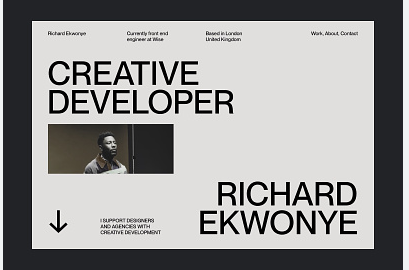 Richard Ekwonye
Currently front end
engineer at Wise
Based in London
United Kingdom
Work, About, Contact
CREATIVE
DEVELOPER
RICHARD
EKWONYE
I SUPPORT DESIGNERS
AND AGENCIES WITH
CREATIVE DEVELOPMENT